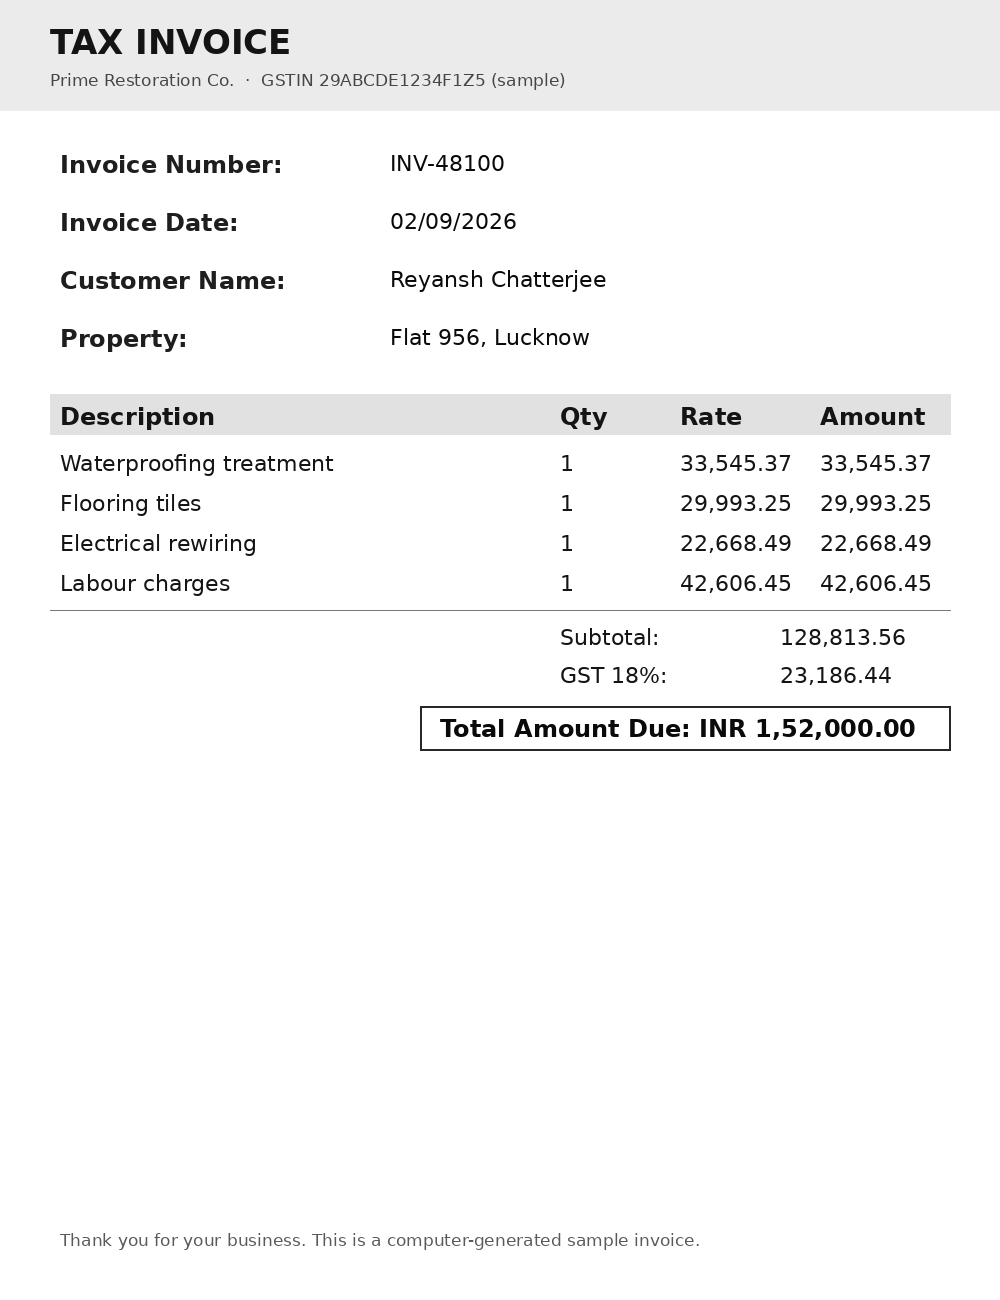 TAX INVOICE
Prime Restoration Co. · GSTIN 29ABCDE1234F1Z5 (sample)
Invoice Number: INV-48100
Invoice Date: 02/09/2026
Customer Name: Reyansh Chatterjee
Property: Flat 956, Lucknow
Description Qty Rate Amount
Waterproofing treatment 1 33,545.37 33,545.37
Flooring tiles 1 29,993.25 29,993.25
Electrical rewiring 1 22,668.49 22,668.49
Labour charges 1 42,606.45 42,606.45
Subtotal: 128,813.56
GST 18%: 23,186.44
Total Amount Due: INR 1,52,000.00
Thank you for your business. This is a computer-generated sample invoice.